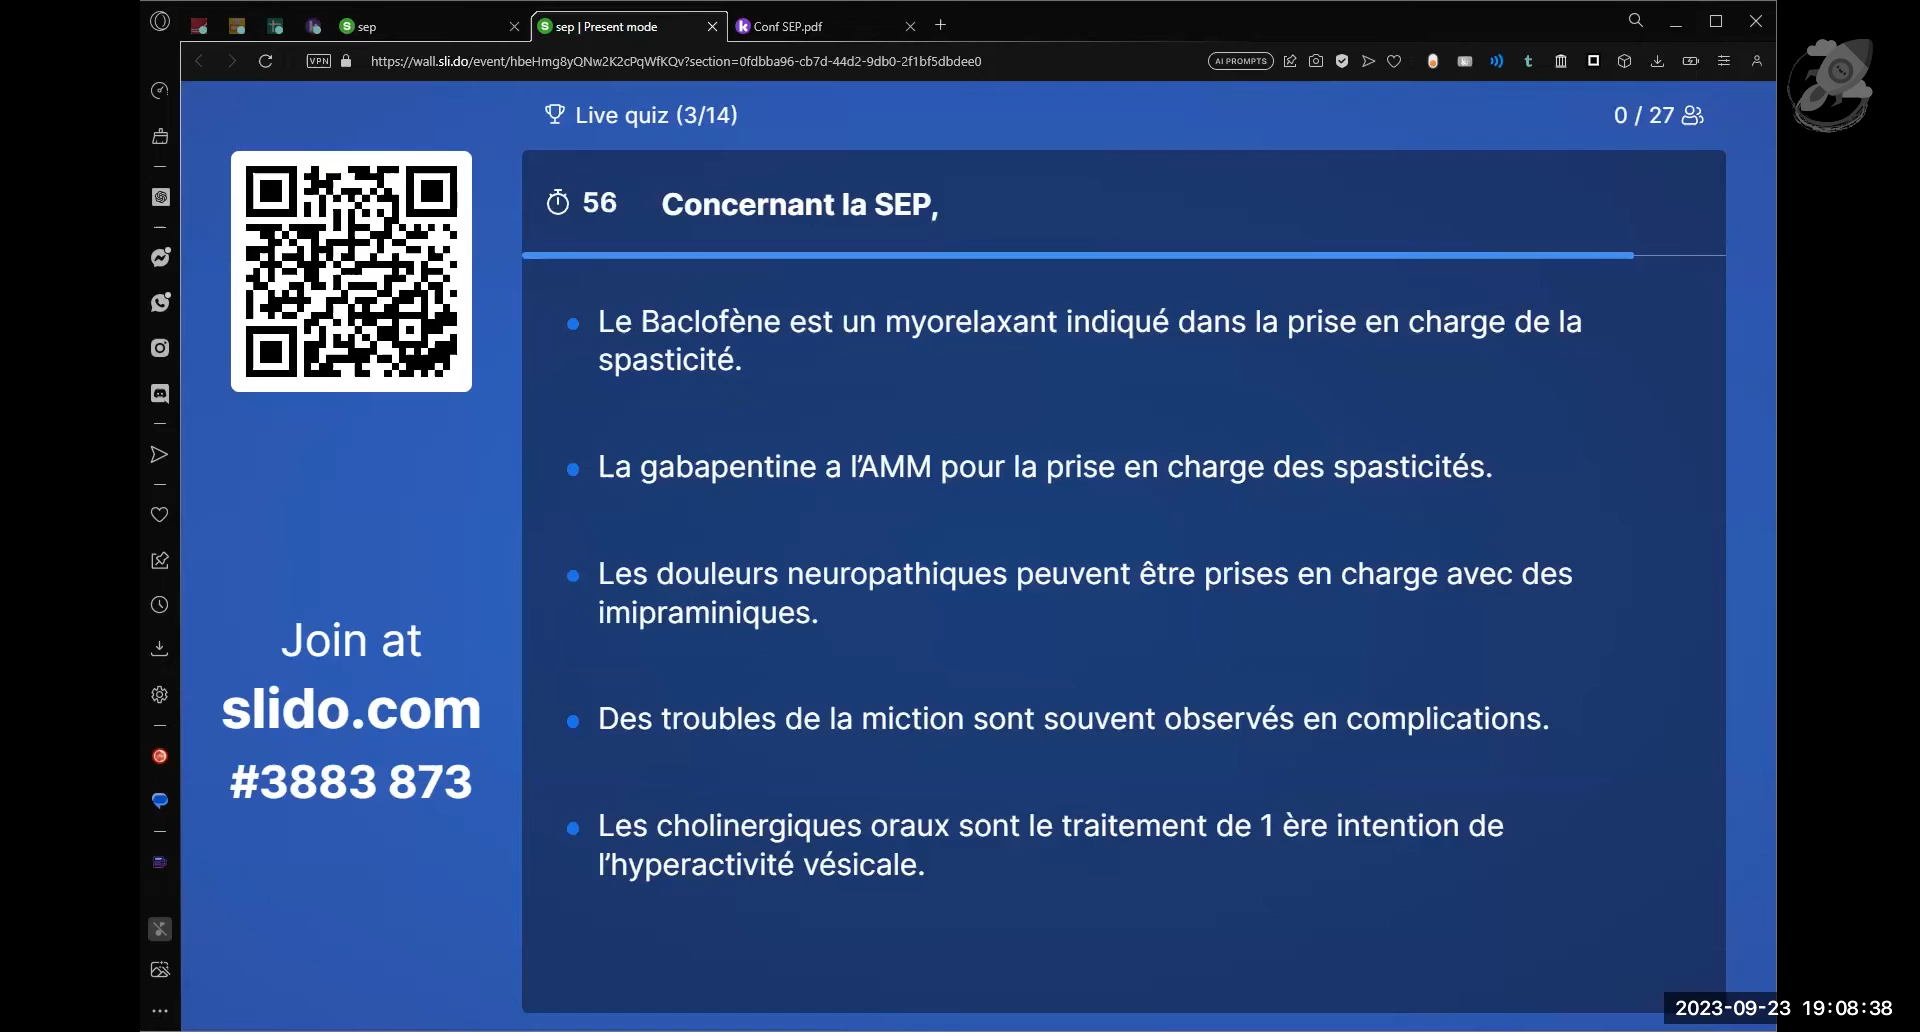 sep
sep | Present mode
Conf SEP.pdf
VPN
https://wall.sli.do/event/hbeHmg8yQNw2K2cPqWfKQv?section=0fdbba96-cb7d-44d2-9db0-2f1bf5dbdee0
AI PROMPTS
Live quiz (3/14)
0 / 27
56
Concernant la SEP,
Le Baclofène est un myorelaxant indiqué dans la prise en charge de la
spasticité.
La gabapentine a l’AMM pour la prise en charge des spasticités.
Les douleurs neuropathiques peuvent être prises en charge avec des
imipraminiques.
Des troubles de la miction sont souvent observés en complications.
Les cholinergiques oraux sont le traitement de 1 ère intention de
l’hyperactivité vésicale.
Join at
slido.com
#3883 873
2023-09-23 19:08:38